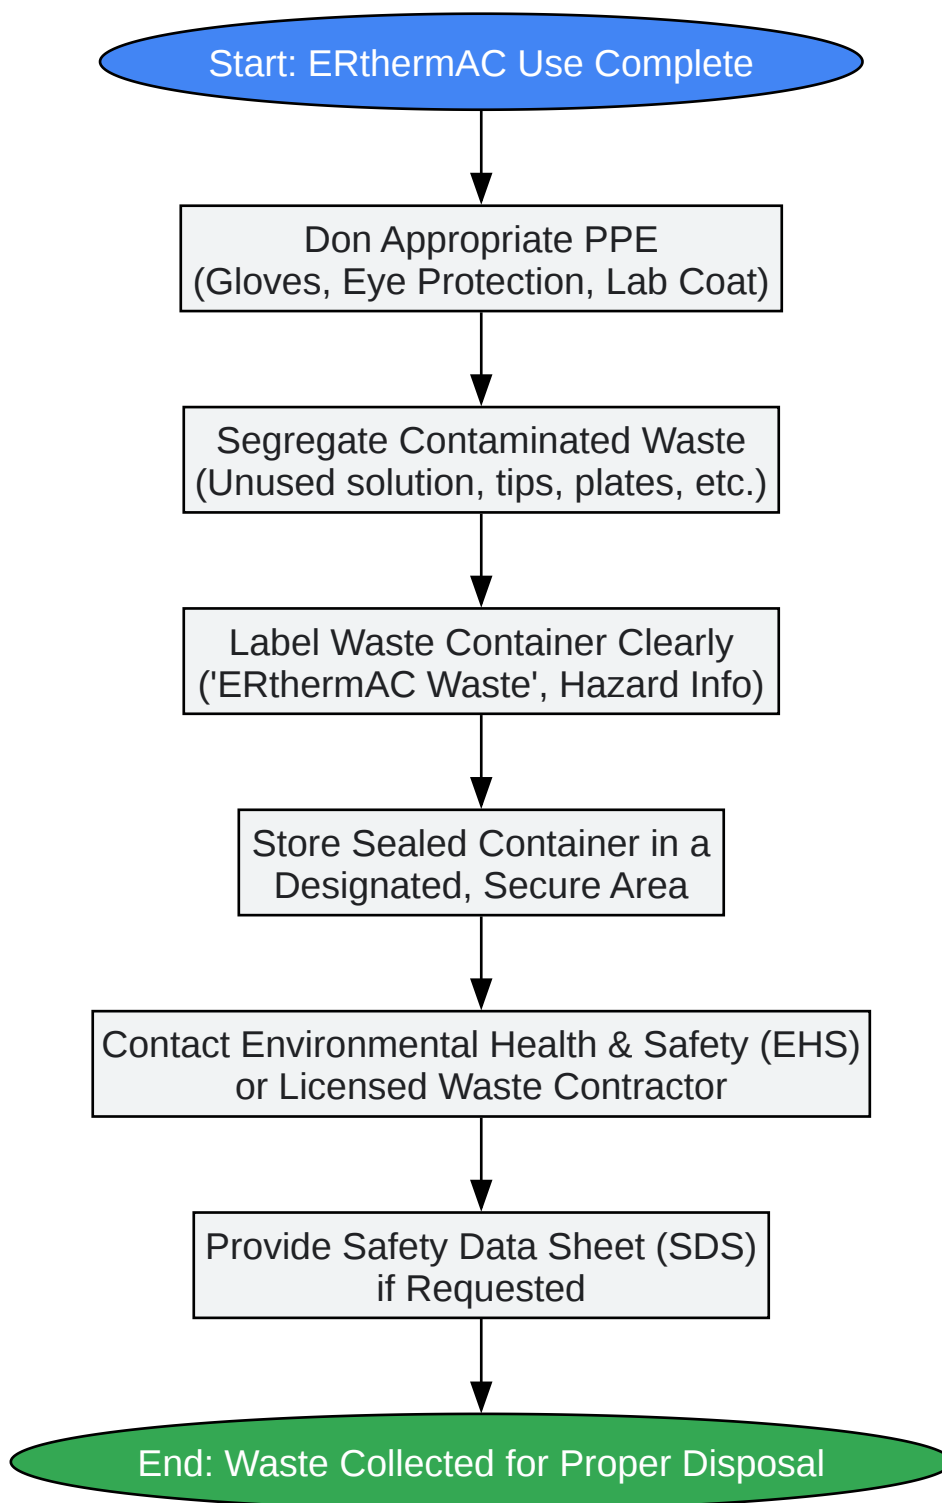 Start: ERthermAC Use Complete
Don Appropriate PPE
(Gloves, Eye Protection, Lab Coat)
Segregate Contaminated Waste
(Unused solution, tips, plates, etc.)
Label Waste Container Clearly
('ERthermAC Waste', Hazard Info)
Store Sealed Container in a
Designated, Secure Area
Contact Environmental Health & Safety (EHS)
or Licensed Waste Contractor
Provide Safety Data Sheet (SDS)
if Requested
End: Waste Collected for Proper Disposal